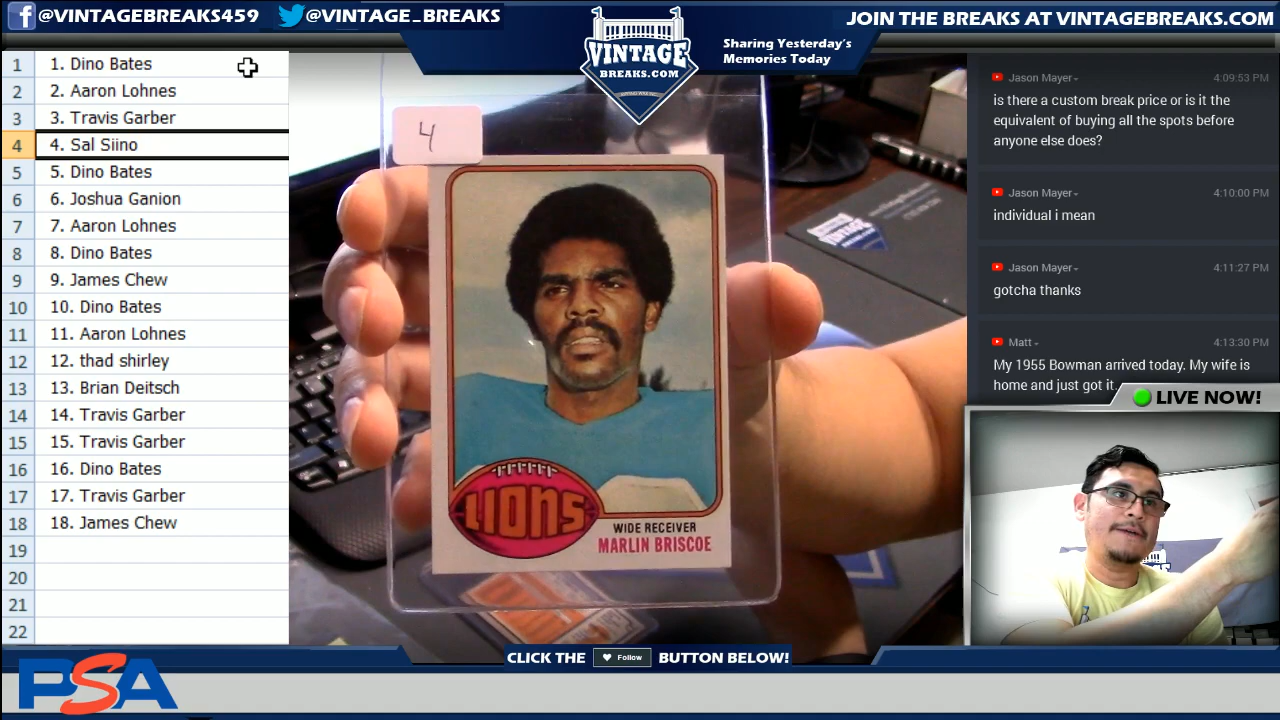 @VINTAGEBREAKS459
@VINTAGE_BREAKS
VINTAGE
BREAKS.COM
Sharing Yesterday's
Memories Today
JOIN THE BREAKS AT VINTAGEBREAKS.COM
1 1. Dino Bates
2 2. Aaron Lohnes
3 3. Travis Garber
4 4. Sal Siino
5 5. Dino Bates
6 6. Joshua Ganion
7 7. Aaron Lohnes
8 8. Dino Bates
9 9. James Chew
10 10. Dino Bates
11 11. Aaron Lohnes
12 12. thad shirley
13 13. Brian Deitsch
14 14. Travis Garber
15 15. Travis Garber
16 16. Dino Bates
17 17. Travis Garber
18 18. James Chew
19
20
21
22
4
LIONS
WIDE RECEIVER
MARLIN BRISCOE
VINTAGE
Jason Mayer 4:09:53 PM
is there a custom break price or is it the
equivalent of buying all the spots before
anyone else does?
Jason Mayer 4:10:00 PM
individual i mean
Jason Mayer 4:11:27 PM
gotcha thanks
Matt 4:13:30 PM
My 1955 Bowman arrived today. My wife is
home and just got it.
LIVE NOW!
CLICK THE Follow BUTTON BELOW!
PSA